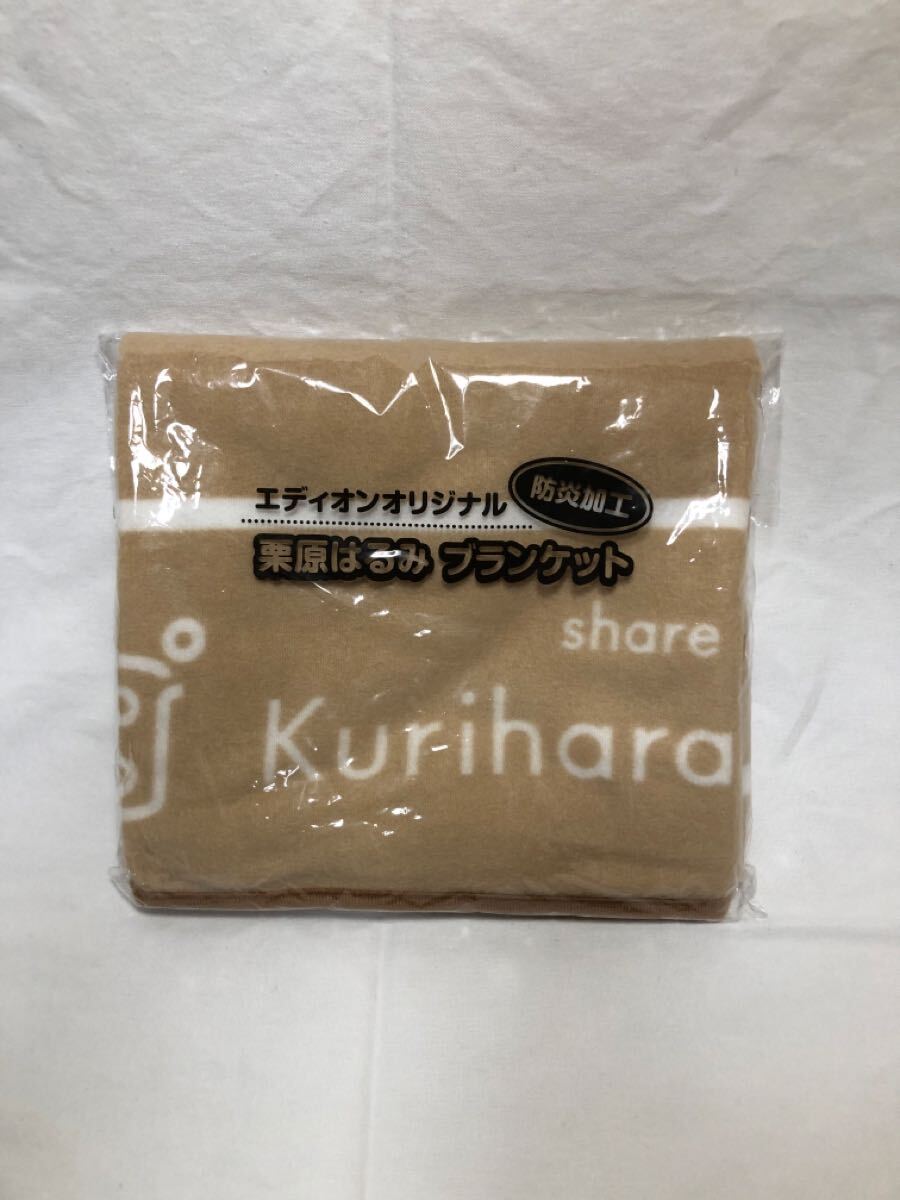 エディオンオリジナル
防炎加工
栗原はるみ ブランケット
share
Kurihara